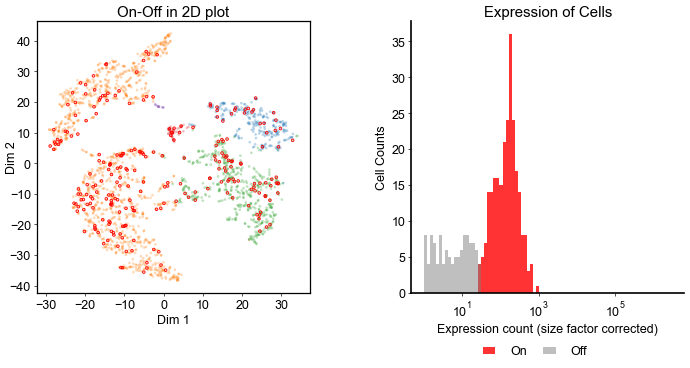 On-Off in 2D plot
Dim 2
40
30
20
10
0
−10
−20
−30
−40
−30 −20 −10 0 10 20 30
Dim 1
Expression of Cells
Cell Counts
35
30
25
20
15
10
5
0
10^1 10^3 10^5
Expression count (size factor corrected)
On Off